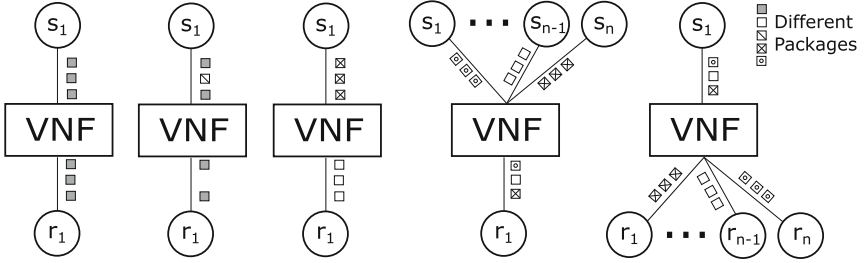 s1
VNF
r1
s1
VNF
r1
s1
VNF
r1
s1 ... sn-1 sn
VNF
r1
s1
VNF
r1 ... rn-1 rn
Different
Packages